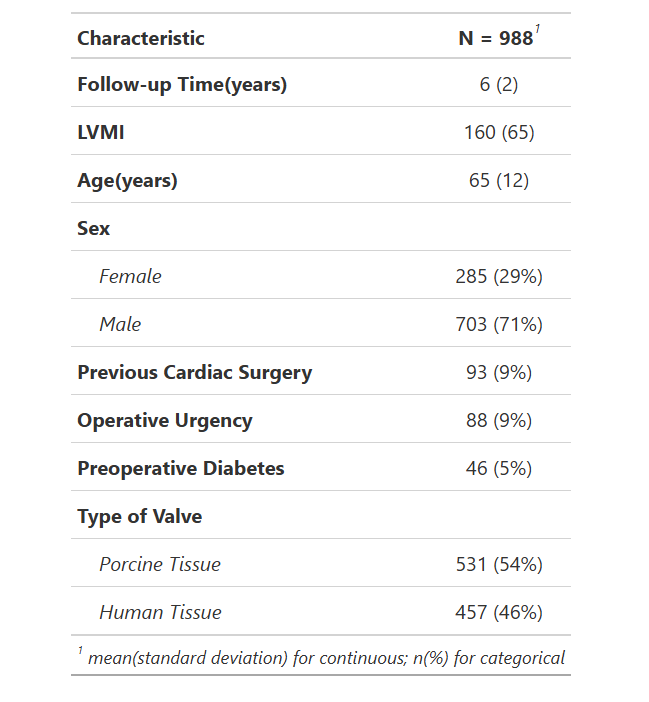 Characteristic N = 988¹
Follow-up Time(years) 6 (2)
LVMI 160 (65)
Age(years) 65 (12)
Sex
Female 285 (29%)
Male 703 (71%)
Previous Cardiac Surgery 93 (9%)
Operative Urgency 88 (9%)
Preoperative Diabetes 46 (5%)
Type of Valve
Porcine Tissue 531 (54%)
Human Tissue 457 (46%)
¹ mean(standard deviation) for continuous; n(%) for categorical